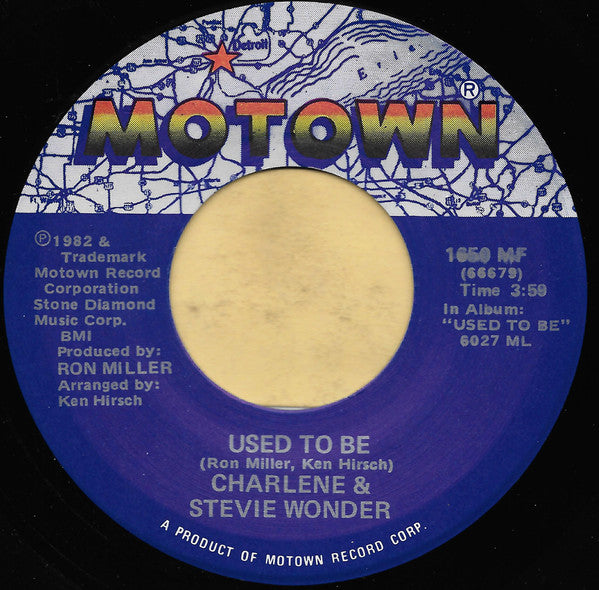 Detroit
Erie
MOTOWN®
℗1982 &
Trademark
Motown Record
Corporation
Stone Diamond
Music Corp.
BMI
Produced by:
RON MILLER
Arranged by:
Ken Hirsch
1650 MF
(66679)
Time 3:59
In Album:
"USED TO BE"
6027 ML
USED TO BE
(Ron Miller, Ken Hirsch)
CHARLENE &
STEVIE WONDER
A PRODUCT OF MOTOWN RECORD CORP.